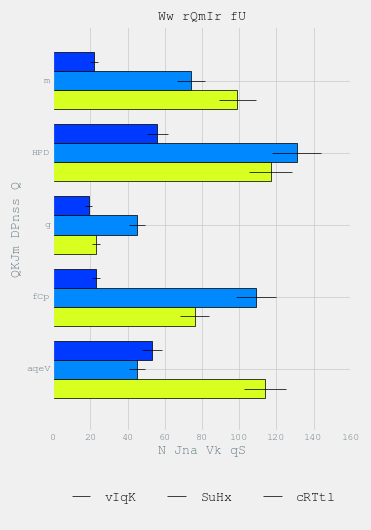 Ww rQmIr fU
m
HPD
g
fCp
aqeV
QKJm DPnss Q
0 20 40 60 80 100 120 140 160
N Jna Vk qS
vIqK SuHx cRTtl